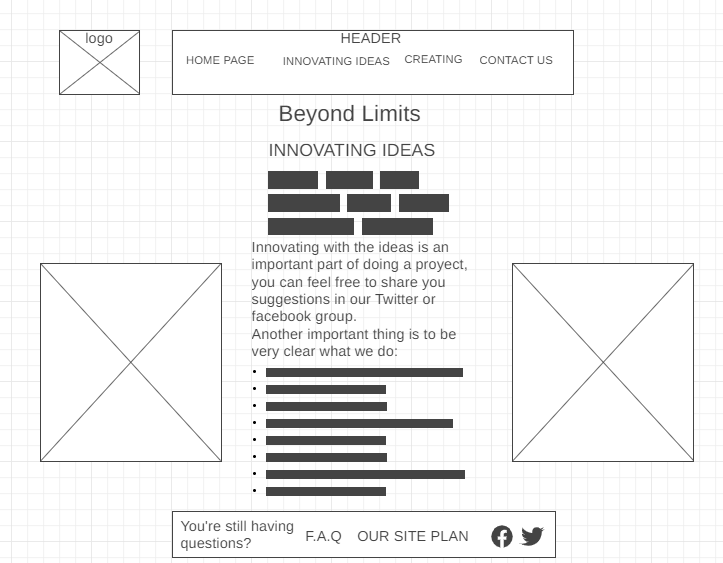 logo
HEADER
HOME PAGE INNOVATING IDEAS CREATING CONTACT US
Beyond Limits
INNOVATING IDEAS
Innovating with the ideas is an
important part of doing a proyect,
you can feel free to share you
suggestions in our Twitter or
facebook group.
Another important thing is to be
very clear what we do:
You're still having
questions?
F.A.Q OUR SITE PLAN